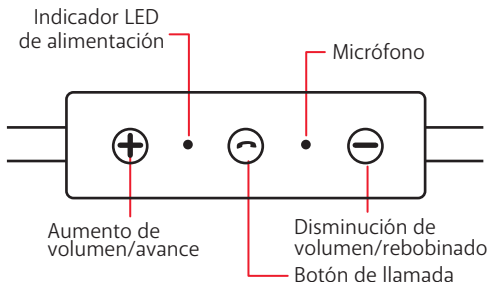 Indicador LED
de alimentación
Micrófono
Aumento de
volumen/avance
Disminución de
volumen/rebobinado
Botón de llamada